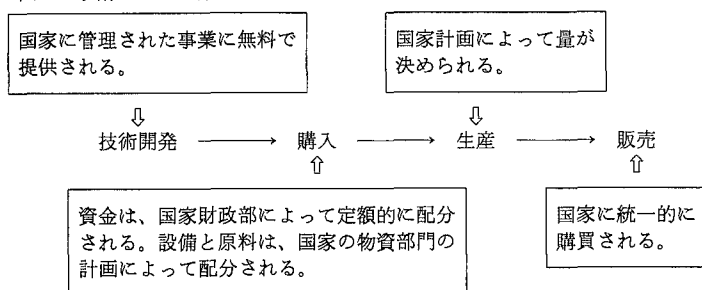 国家に管理された事業に無料で
提供される。
国家計画によって量が
決められる。
技術開発 → 購入 → 生産 → 販売
資金は、国家財政部によって定額的に配分
される。設備と原料は、国家の物資部門の
計画によって配分される。
国家に統一的に
購買される。